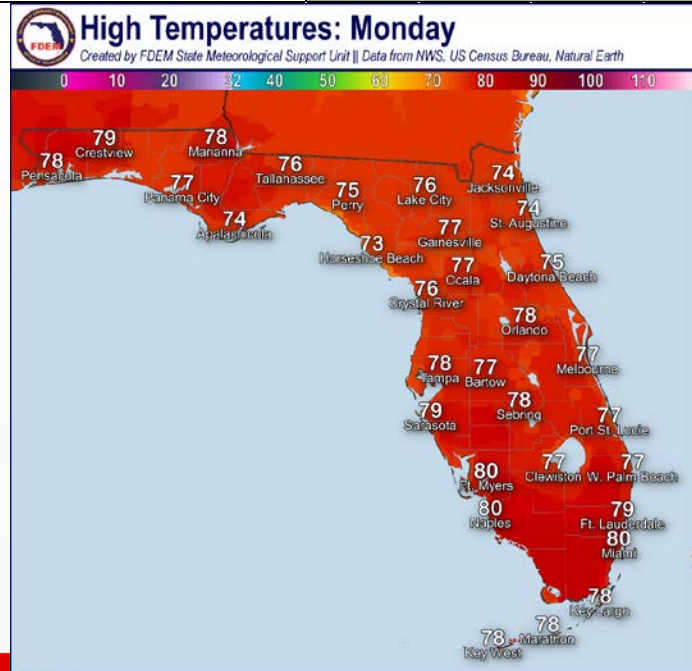 High Temperatures: Monday
Created by FDEM State Meteorological Support Unit || Data from NWS, US Census Bureau, Natural Earth
FDEM
0 10 20 32 40 50 60 70 80 90 100 110
79
Crestview
78
Marianna
78
Pensacola
77
Panama City
76
Tallahassee
74
Apalachicola
75
Perry
76
Lake City
74
Jacksonville
74
St. Augustine
73
Horseshoe Beach
77
Gainesville
77
Ocala
75
Daytona Beach
76
Crystal River
78
Orlando
78
Tampa
77
Bartow
77
Melbourne
79
Sarasota
78
Sebring
77
Port St. Lucie
80
Ft. Myers
77
Clewiston
77
W. Palm Beach
80
Naples
79
Ft. Lauderdale
80
Miami
78
Key Largo
78
Marathon
78
Key West